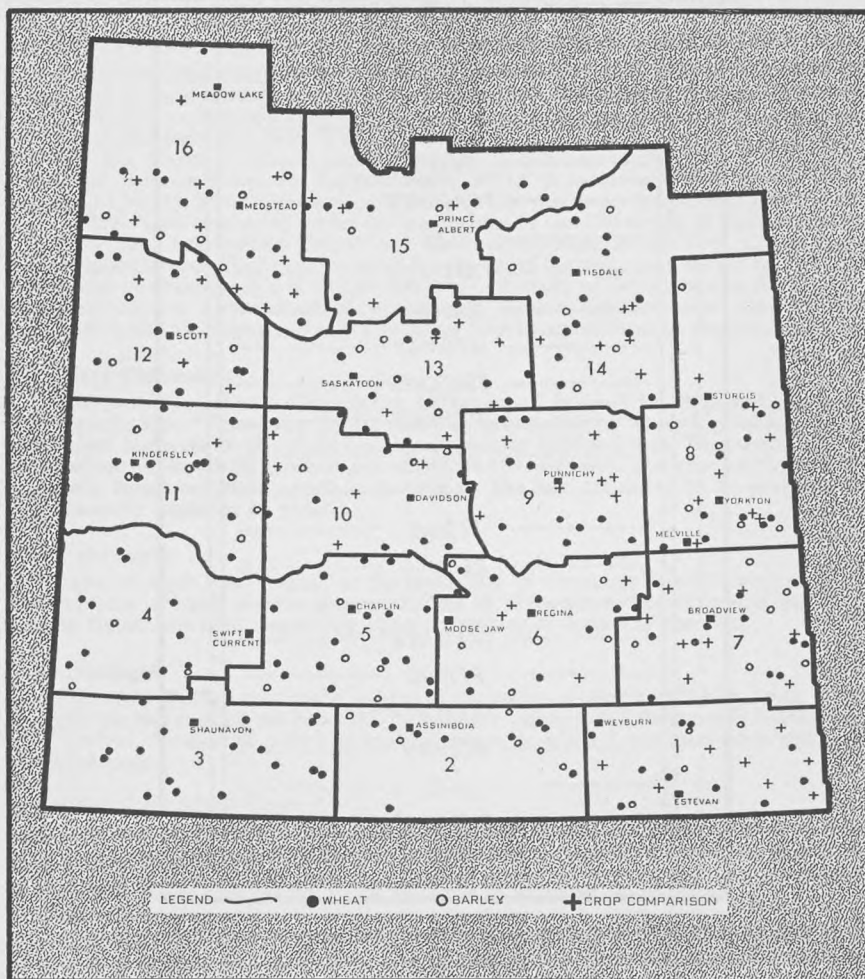 MEADOW LAKE
16
MEDSTEAD
PRINCE
ALBERT
15
TISDALE
SCOTT
12
13
SASKATOON
14
STURGIS
KINDERSLEY
11
8
PUNNICHY
9
DAVIDSON
10
YORKTON
MELVILLE
4
SWIFT
CURRENT
CHAPLIN
5
MOOSE JAW
REGINA
6
BROADVIEW
7
SHAUNAVON
3
ASSINIBOIA
2
WEYBURN
1
ESTEVAN
LEGEND WHEAT BARLEY CROP COMPARISON